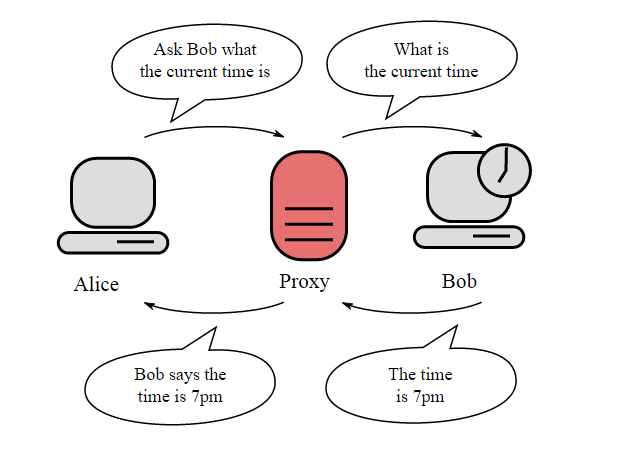 Ask Bob what
the current time is
What is
the current time
Alice
Proxy
Bob
Bob says the
time is 7pm
The time
is 7pm